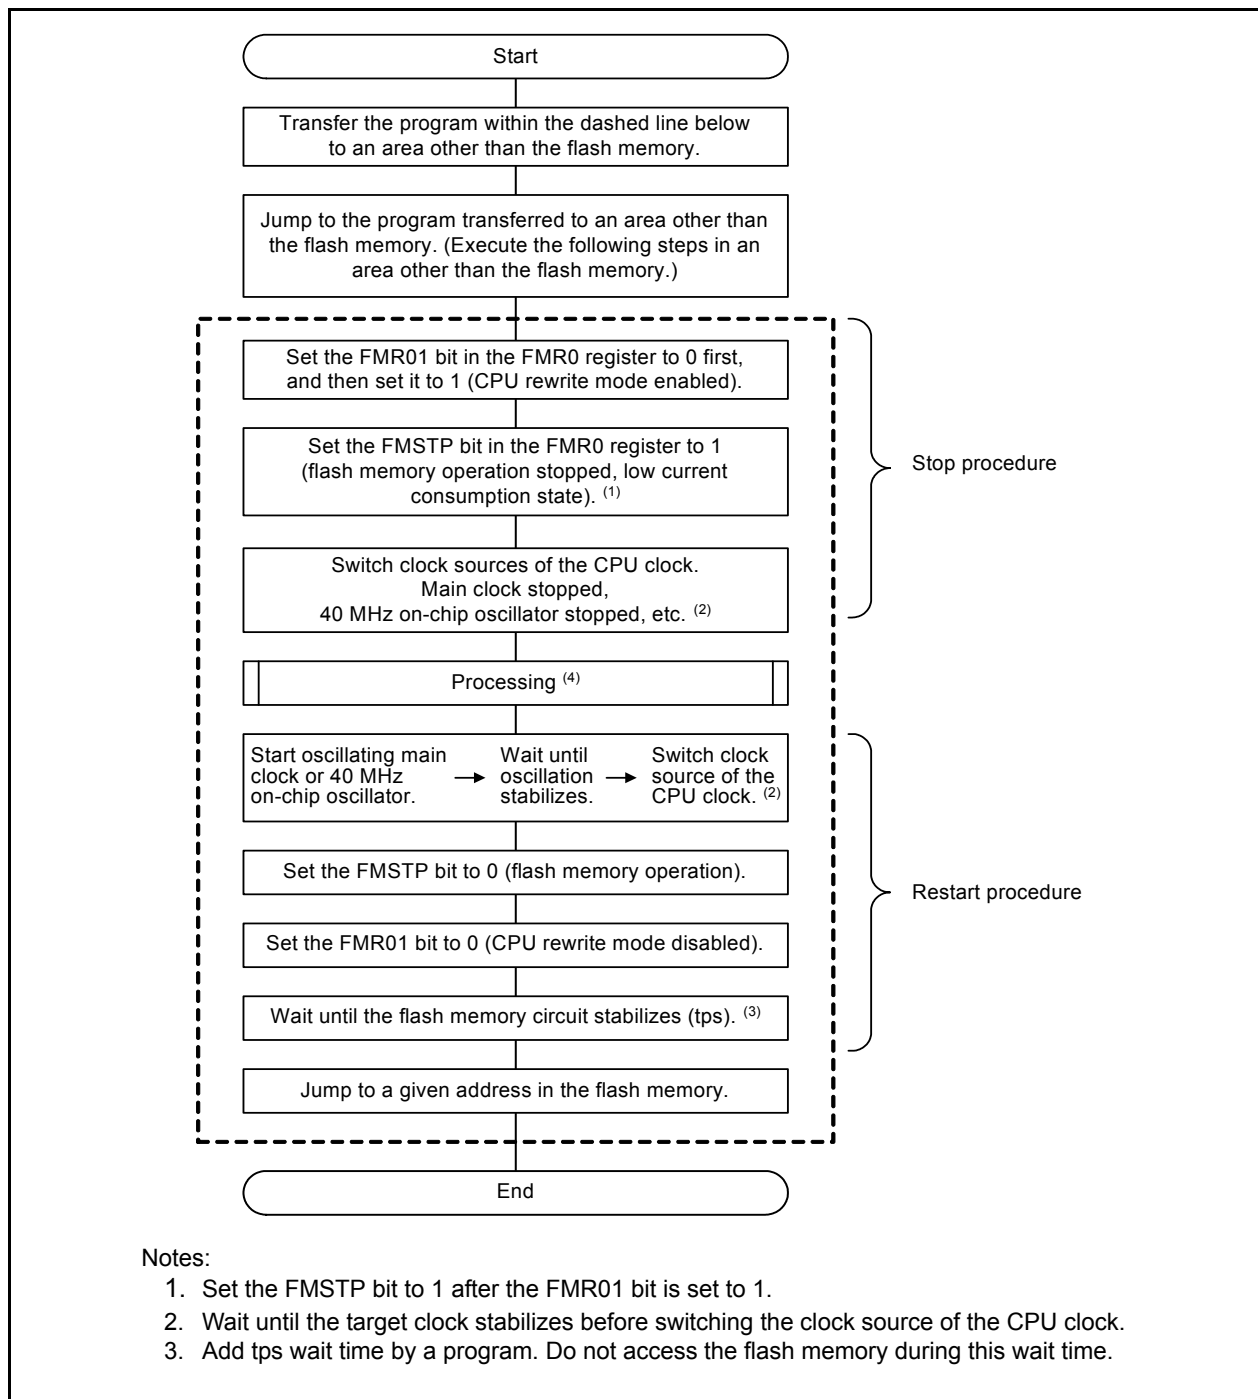 Start
Transfer the program within the dashed line below
to an area other than the flash memory.
Jump to the program transferred to an area other than
the flash memory. (Execute the following steps in an
area other than the flash memory.)
Set the FMR01 bit in the FMR0 register to 0 first,
and then set it to 1 (CPU rewrite mode enabled).
Set the FMSTP bit in the FMR0 register to 1
(flash memory operation stopped, low current
consumption state). (1)
Stop procedure
Switch clock sources of the CPU clock.
Main clock stopped,
40 MHz on-chip oscillator stopped, etc. (2)
Processing (4)
Start oscillating main
clock or 40 MHz
on-chip oscillator.
Wait until
oscillation
stabilizes.
Switch clock
source of the
CPU clock. (2)
Set the FMSTP bit to 0 (flash memory operation).
Restart procedure
Set the FMR01 bit to 0 (CPU rewrite mode disabled).
Wait until the flash memory circuit stabilizes (tps). (3)
Jump to a given address in the flash memory.
End
Notes:
1. Set the FMSTP bit to 1 after the FMR01 bit is set to 1.
2. Wait until the target clock stabilizes before switching the clock source of the CPU clock.
3. Add tps wait time by a program. Do not access the flash memory during this wait time.